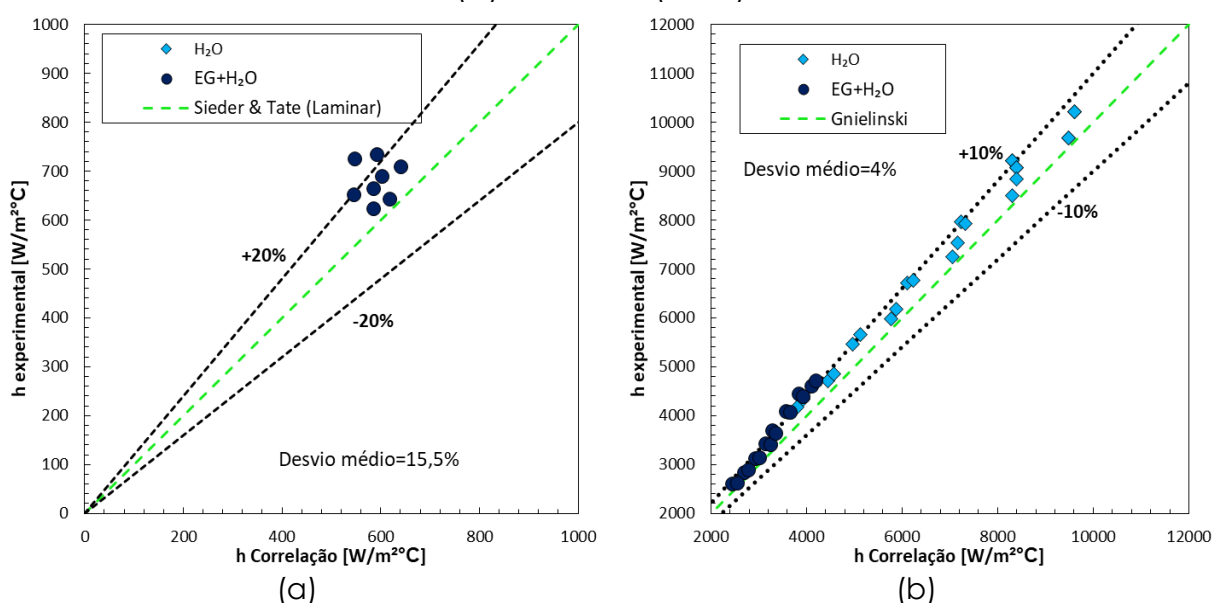 1000
900
800
700
600
500
400
300
200
100
0
h experimental [W/m²°C]
H₂O
EG+H₂O
Sieder & Tate (Laminar)
+20%
-20%
Desvio médio=15,5%
0 200 400 600 800 1000
h Correlação [W/m²°C]
(a)
12000
11000
10000
9000
8000
7000
6000
5000
4000
3000
2000
h experimental [W/m²°C]
H₂O
EG+H₂O
Gnielinski
Desvio médio=4%
+10%
-10%
2000 4000 6000 8000 10000 12000
h Correlação [W/m²°C]
(b)